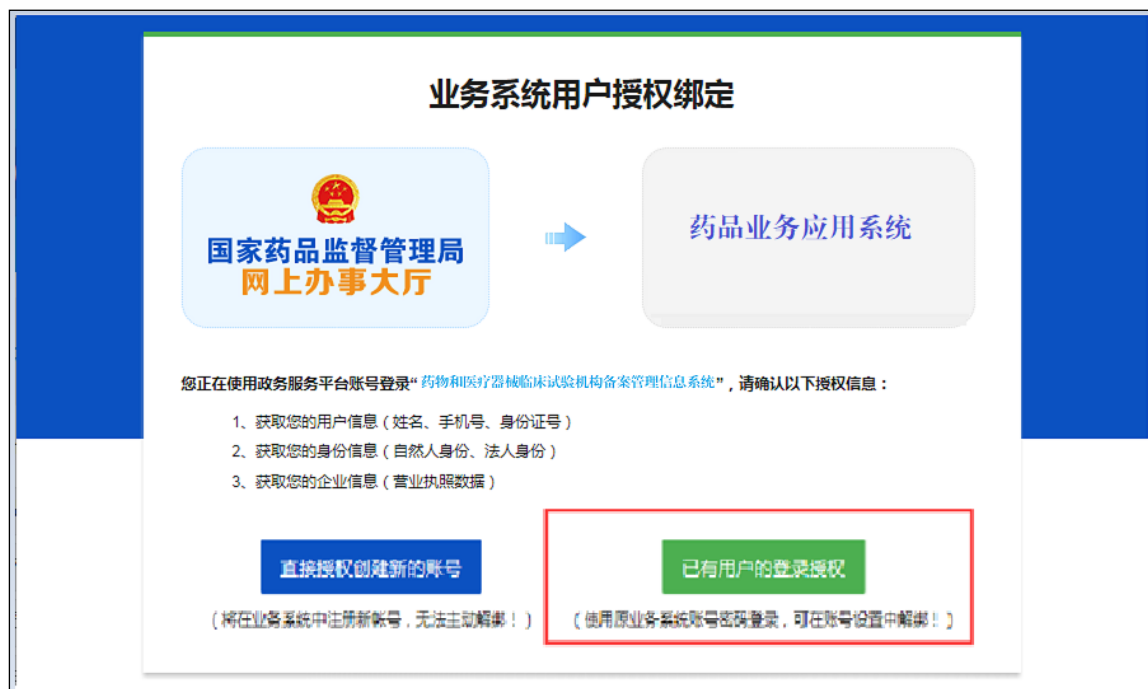 业务系统用户授权绑定
国家药品监督管理局
网上办事大厅
药品业务应用系统
您正在使用政务服务平台账号登录“药物和医疗器械临床试验机构备案管理信息系统”，请确认以下授权信息：
1、获取您的用户信息（姓名、手机号、身份证号）
2、获取您的身份信息（自然人身份、法人身份）
3、获取您的企业信息（营业执照数据）
直接授权创建新的账号
已有用户的登录授权
（将在业务系统中注册新帐号，无法主动解绑！）
（使用原业务系统账号密码登录，可在账号设置中解绑！）